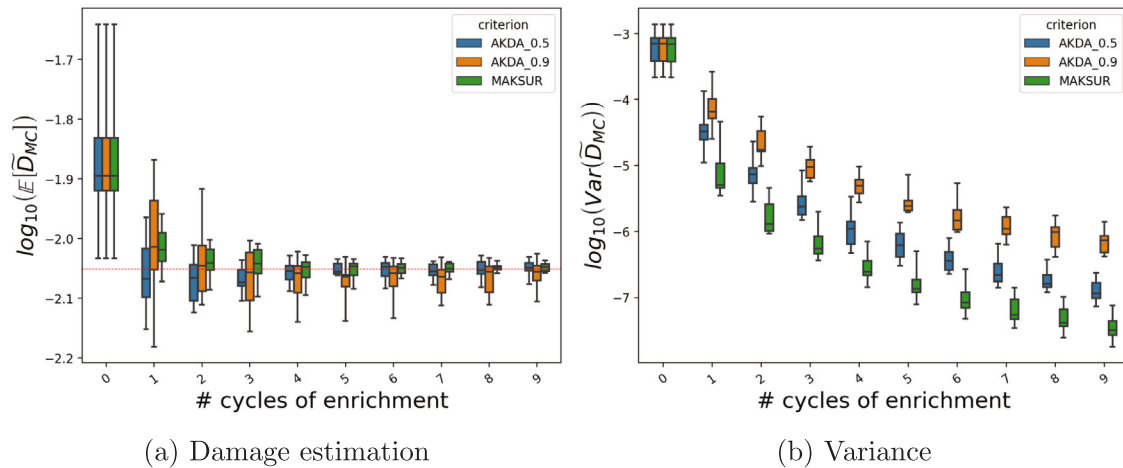 criterion
AKDA_0.5
AKDA_0.9
MAKSUR
log10(𝔼[D̃MC])
-1.7
-1.8
-1.9
-2.0
-2.1
-2.2
0 1 2 3 4 5 6 7 8 9
# cycles of enrichment
(a) Damage estimation
criterion
AKDA_0.5
AKDA_0.9
MAKSUR
log10(Var(D̃MC))
-3
-4
-5
-6
-7
0 1 2 3 4 5 6 7 8 9
# cycles of enrichment
(b) Variance